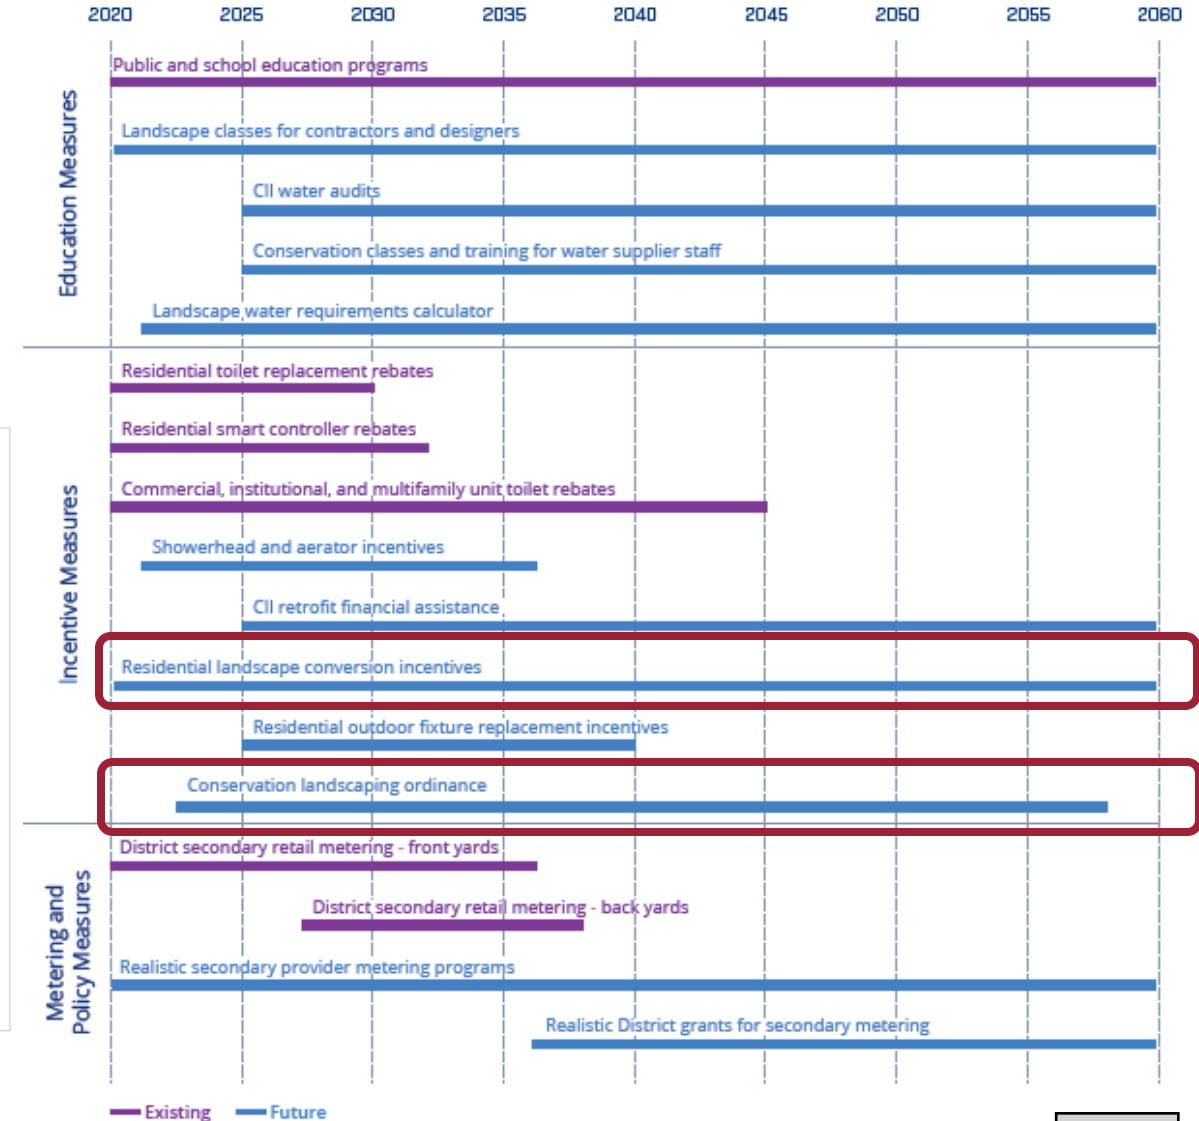 2020 2025 2030 2035 2040 2045 2050 2055 2060
Education Measures
Public and school education programs
Landscape classes for contractors and designers
CII water audits
Conservation classes and training for water supplier staff
Landscape water requirements calculator
Incentive Measures
Residential toilet replacement rebates
Residential smart controller rebates
Commercial, institutional, and multifamily unit toilet rebates
Showerhead and aerator incentives
CII retrofit financial assistance
Residential landscape conversion incentives
Residential outdoor fixture replacement incentives
Conservation landscaping ordinance
Metering and
Policy Measures
District secondary retail metering - front yards
District secondary retail metering - back yards
Realistic secondary provider metering programs
Realistic District grants for secondary metering
Existing Future